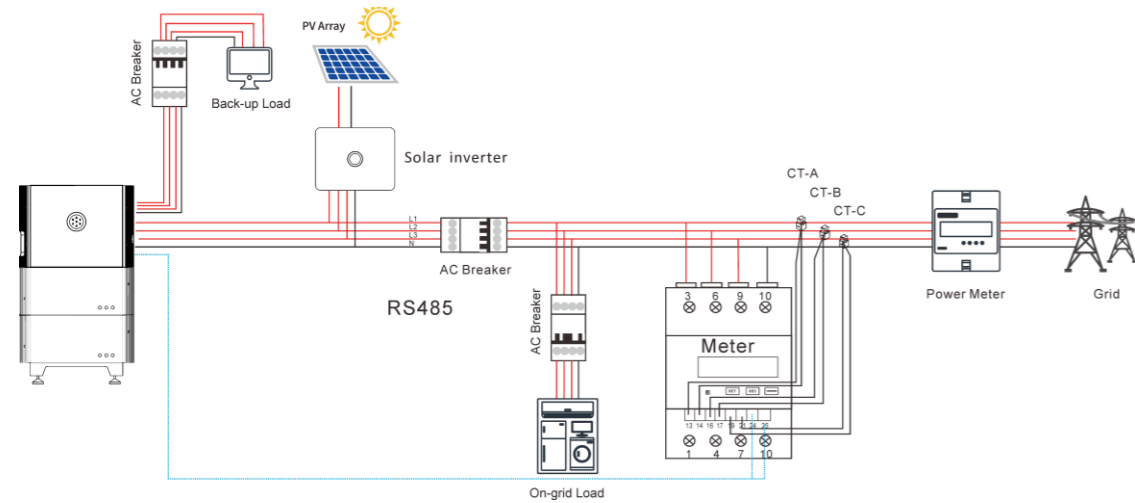 PV Array
AC Breaker
Back-up Load
Solar inverter
CT-A
CT-B
CT-C
L1
L2
L3
N
AC Breaker
Power Meter
Grid
RS485
AC Breaker
3 6 9 10
Meter
SET
13 14 16 17 19 21 24 25
1 4 7 10
On-grid Load